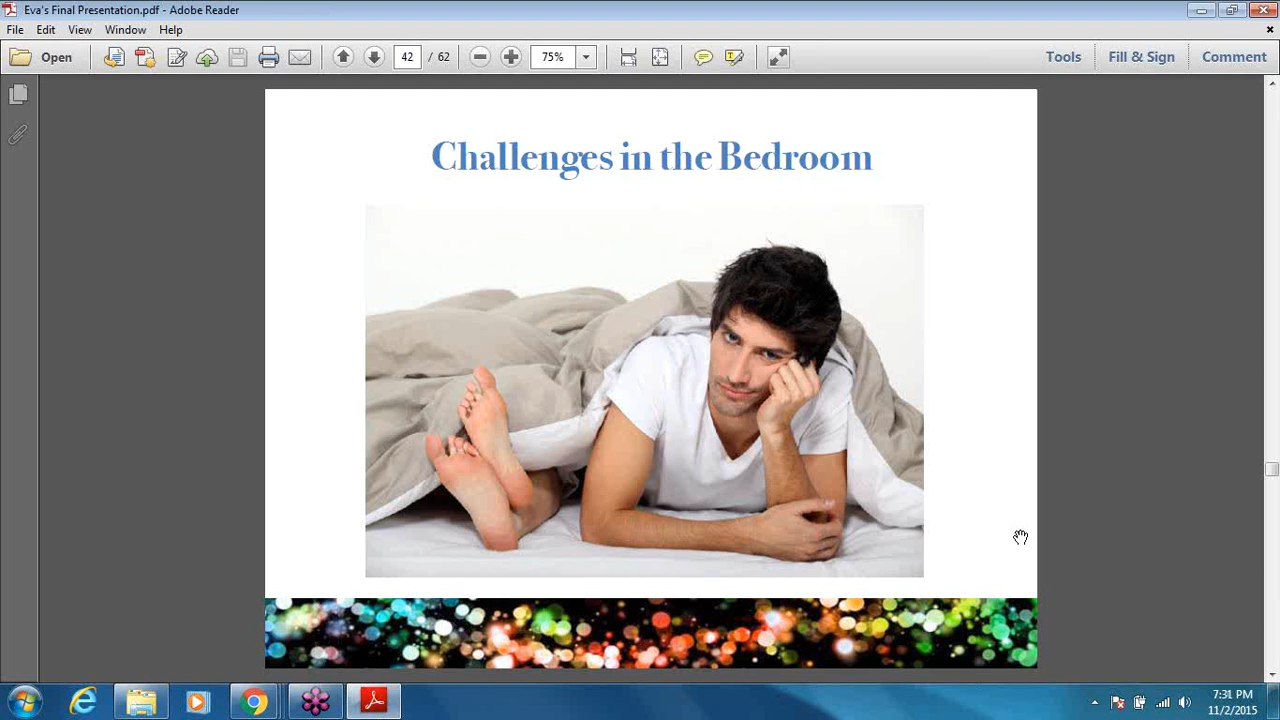 Eva's Final Presentation.pdf - Adobe Reader
File Edit View Window Help
Open 42 / 62 75% Tools Fill & Sign Comment
Challenges in the Bedroom
7:31 PM
11/2/2015